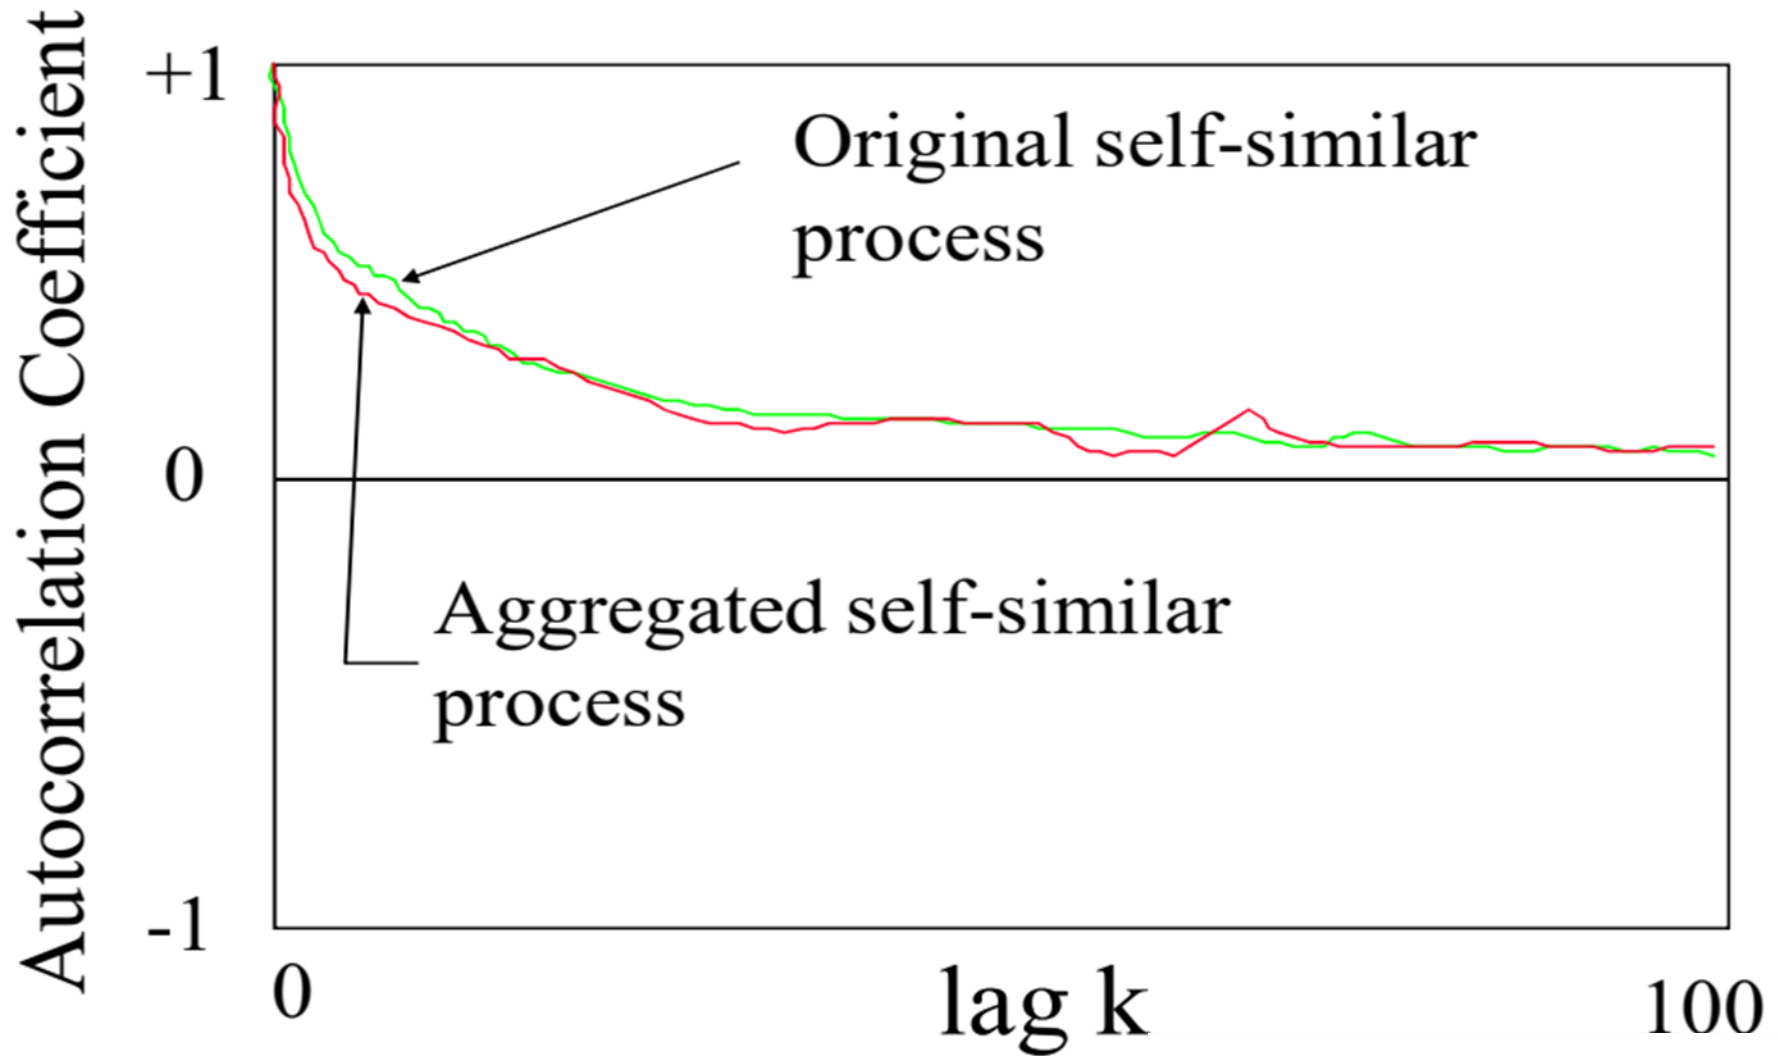 Autocorrelation Coefficient
+1
Original self-similar
process
0
Aggregated self-similar
process
-1
0
lag k
100